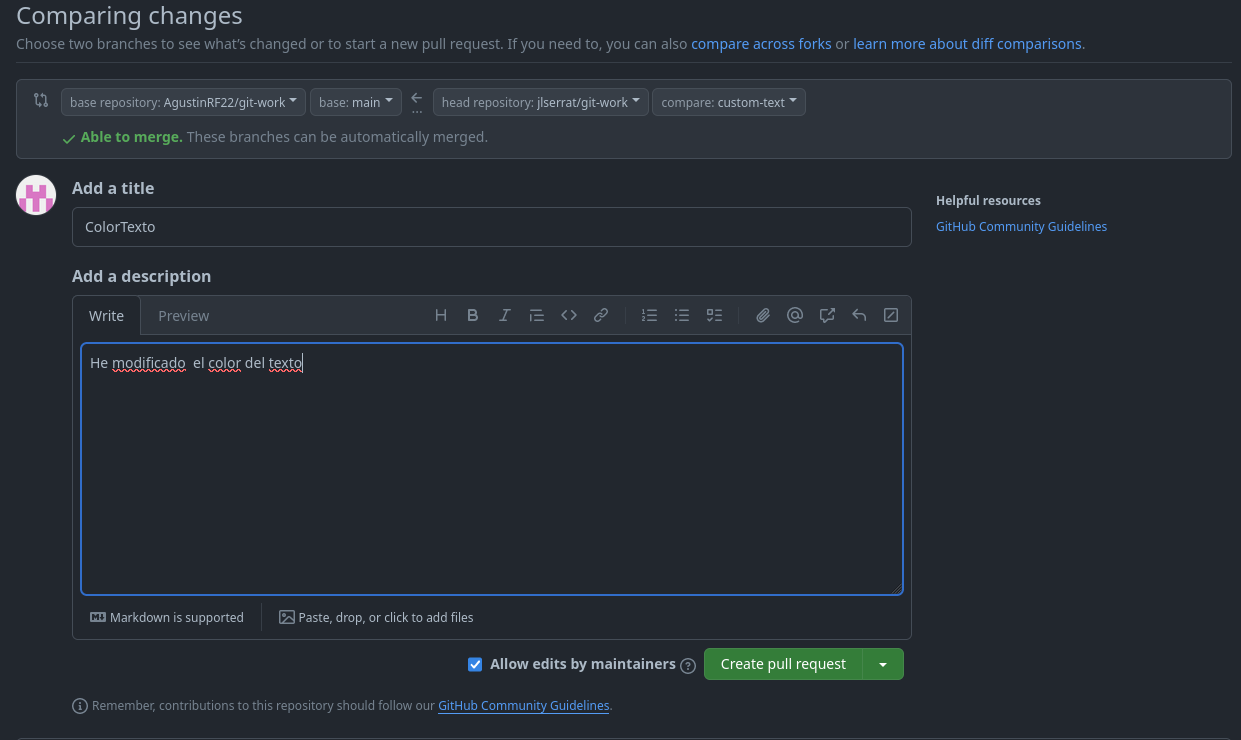 Comparing changes
Choose two branches to see what's changed or to start a new pull request. If you need to, you can also compare across forks or learn more about diff comparisons.
base repository: AgustinRF22/git-work base: main ... head repository: jlserrat/git-work compare: custom-text
Able to merge. These branches can be automatically merged.
Add a title
Helpful resources
ColorTexto
GitHub Community Guidelines
Add a description
Write Preview
He modificado  el color del texto
Markdown is supported Paste, drop, or click to add files
Allow edits by maintainers Create pull request
Remember, contributions to this repository should follow our GitHub Community Guidelines.